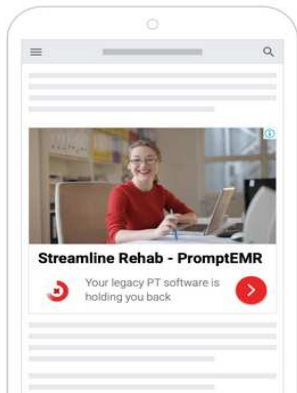 Streamline Rehab - PromptEMR
Your legacy PT software is
holding you back